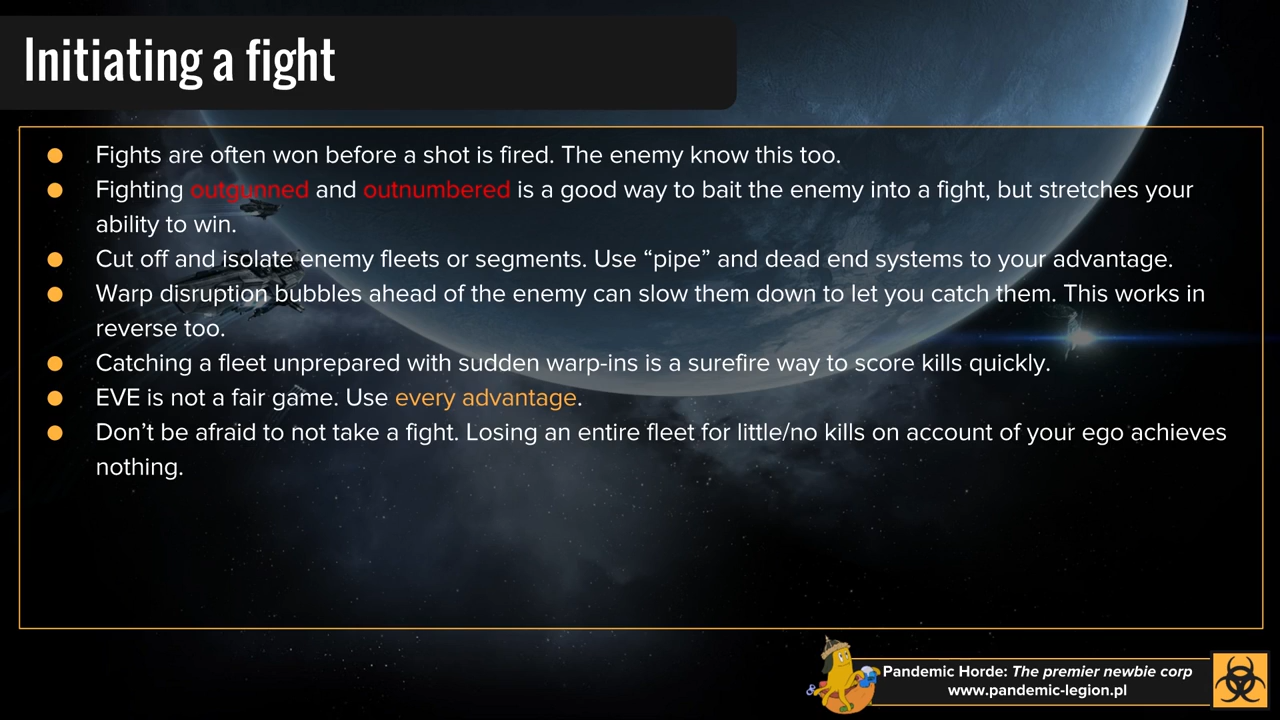 Initiating a fight
Fights are often won before a shot is fired. The enemy know this too.
Fighting outgunned and outnumbered is a good way to bait the enemy into a fight, but stretches your
ability to win.
Cut off and isolate enemy fleets or segments. Use “pipe” and dead end systems to your advantage.
Warp disruption bubbles ahead of the enemy can slow them down to let you catch them. This works in
reverse too.
Catching a fleet unprepared with sudden warp-ins is a surefire way to score kills quickly.
EVE is not a fair game. Use every advantage.
Don’t be afraid to not take a fight. Losing an entire fleet for little/no kills on account of your ego achieves
nothing.
Pandemic Horde: The premier newbie corp
www.pandemic-legion.pl